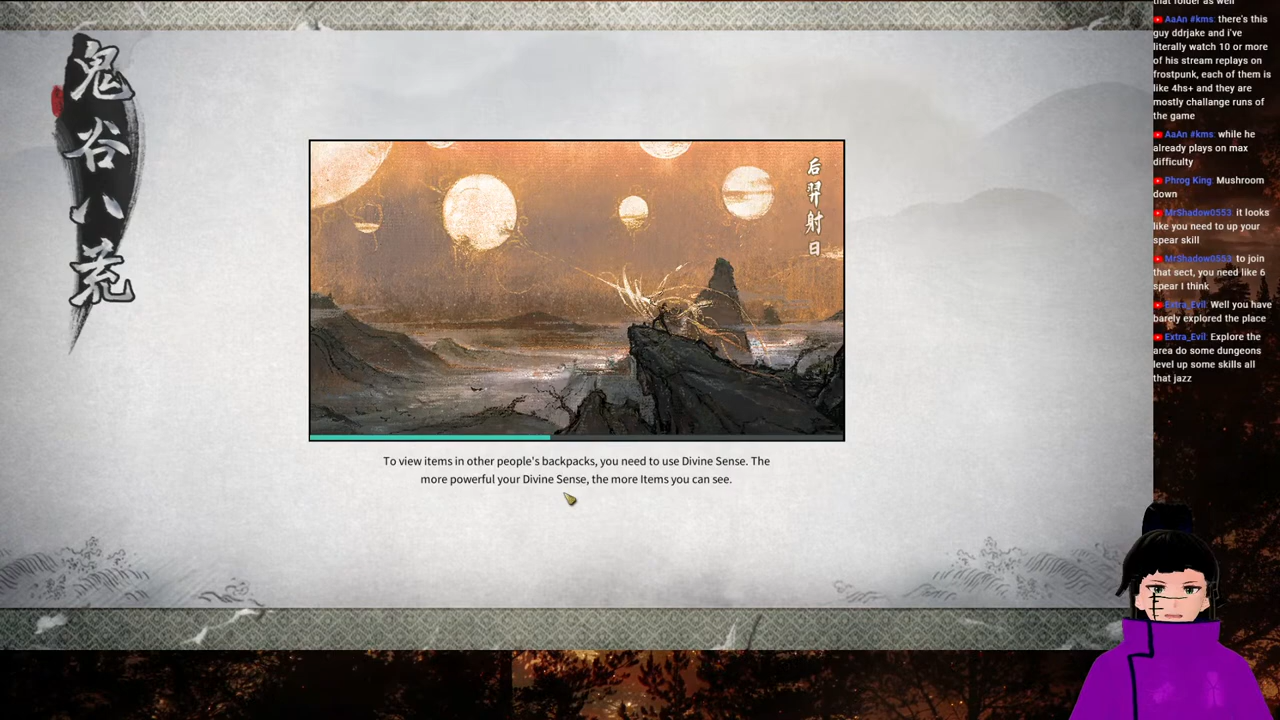 鬼谷八荒
后羿射日
To view items in other people's backpacks, you need to use Divine Sense. The
more powerful your Divine Sense, the more Items you can see.
that folder as well
AaAn #kms: there's this
guy ddrjake and i've
literally watch 10 or more
of his stream replays on
frostpunk, each of them is
like 4hs+ and they are
mostly challange runs of
the game
AaAn #kms: while he
already plays on max
difficulty
Phrog King: Mushroom
down
MrShadow0553: it looks
like you need to up your
spear skill
MrShadow0553: to join
that sect, you need like 6
spear I think
Extra_Evil: Well you have
barely explored the place
Extra_Evil: Explore the
area do some dungeons
level up some skills all
that jazz